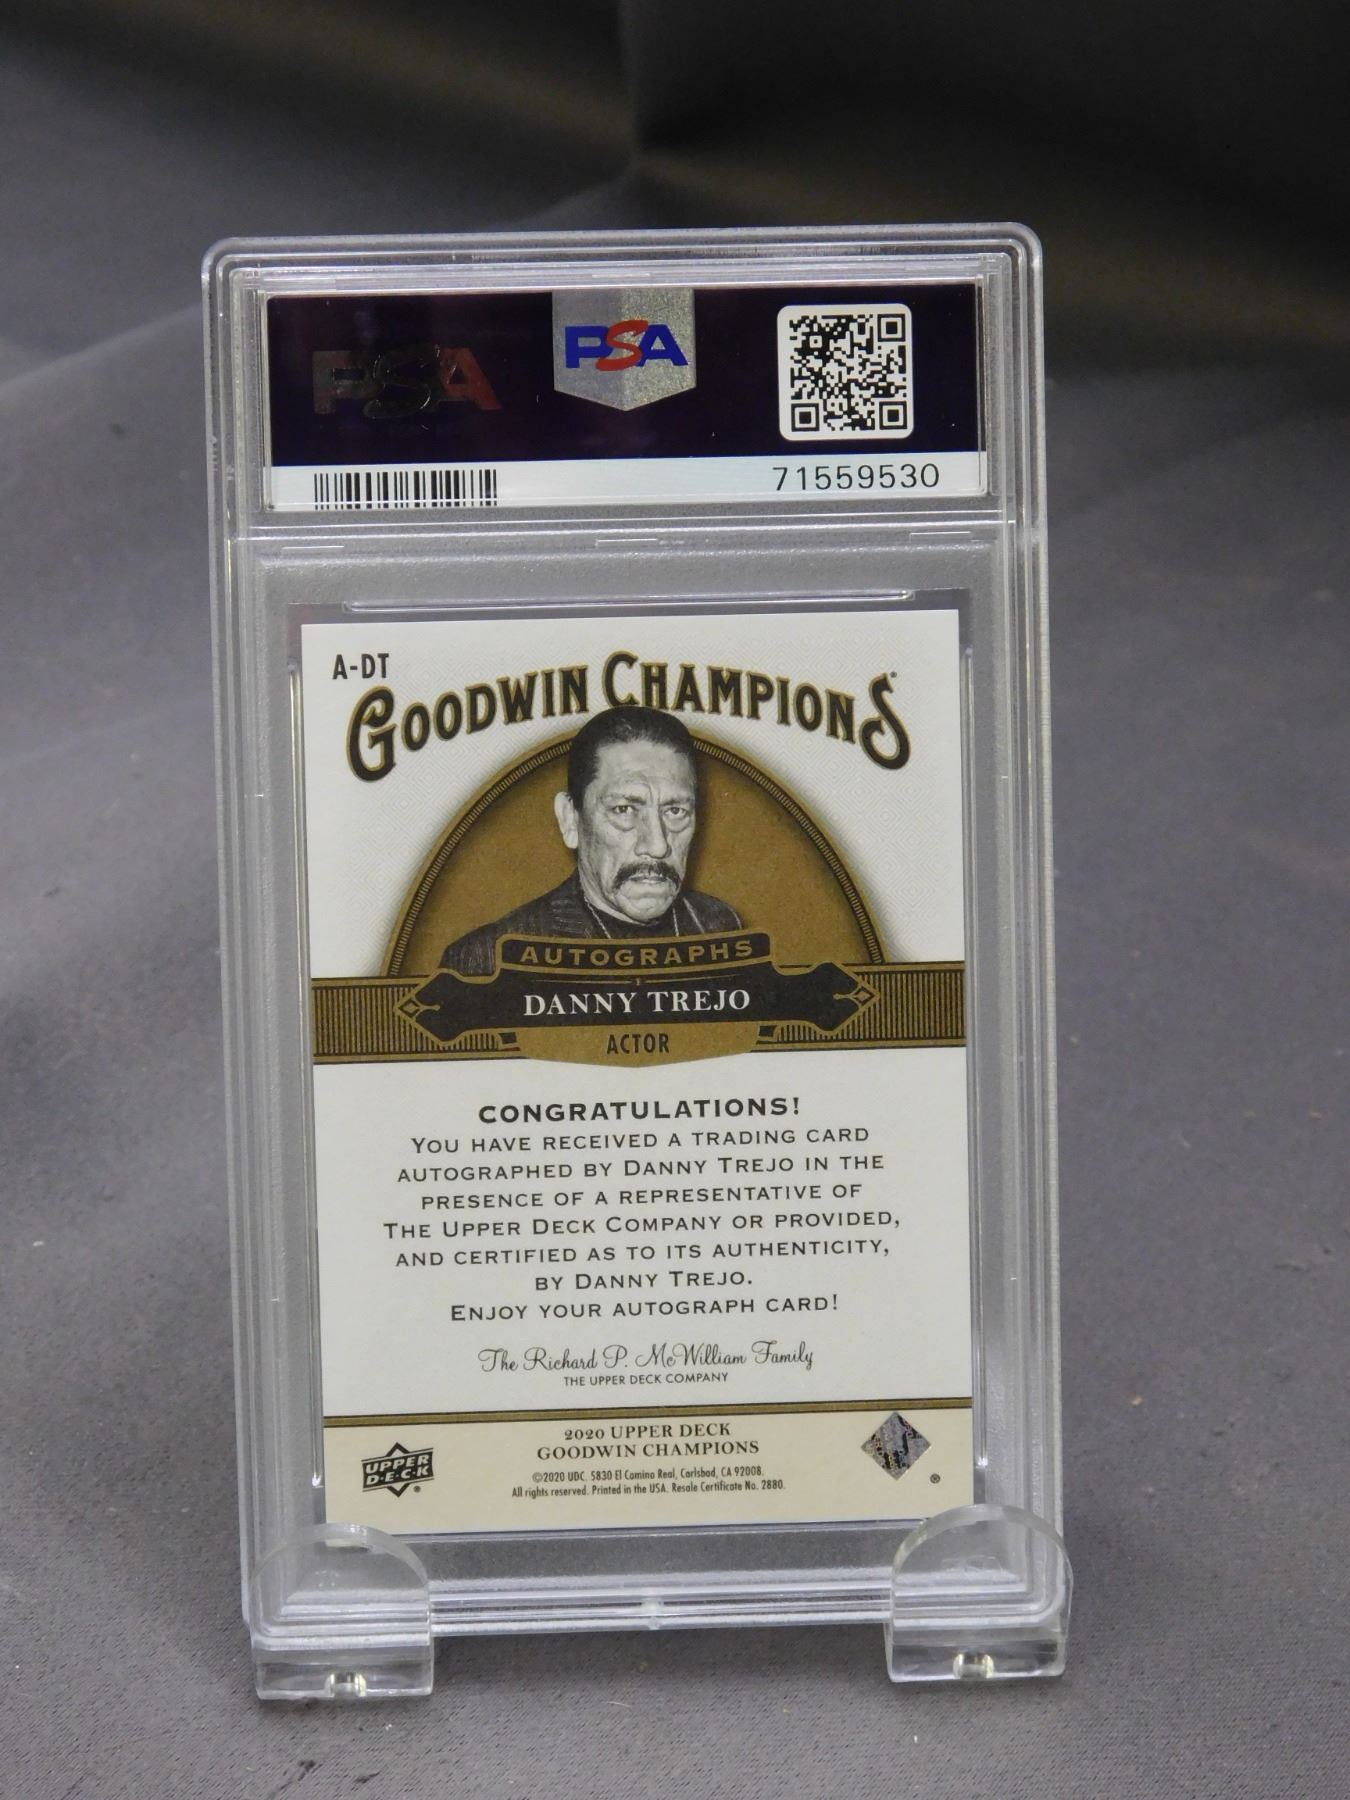 PSA
PSA
71559530
A-DT
GOODWIN CHAMPIONS
AUTOGRAPHS
DANNY TREJO
ACTOR
CONGRATULATIONS!
YOU HAVE RECEIVED A TRADING CARD
AUTOGRAPHED BY DANNY TREJO IN THE
PRESENCE OF A REPRESENTATIVE OF
THE UPPER DECK COMPANY OR PROVIDED,
AND CERTIFIED AS TO ITS AUTHENTICITY,
BY DANNY TREJO.
ENJOY YOUR AUTOGRAPH CARD!
The Richard P. McWilliam Family
THE UPPER DECK COMPANY
2020 UPPER DECK
GOODWIN CHAMPIONS
UPPER
D·E·C·K ®
©2020 UDC. 5830 El Camino Real, Carlsbad, CA 92008.
All rights reserved. Printed in the USA. Resale Certificate No. 2880.
®